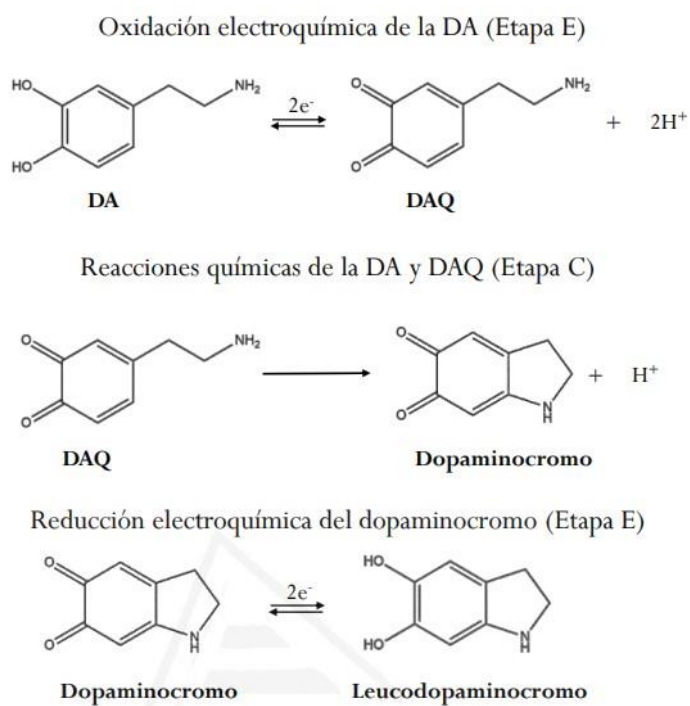 Oxidación electroquímica de la DA (Etapa E)
HO
HO
NH₂
2e⁻
O
O
NH₂
+ 2H⁺
DA
DAQ
Reacciones químicas de la DA y DAQ (Etapa C)
O
O
NH₂
O
O
N
H
+ H⁺
DAQ
Dopaminocromo
Reducción electroquímica del dopaminocromo (Etapa E)
O
O
N
H
2e⁻
HO
HO
N
H
Dopaminocromo
Leucodopaminocromo